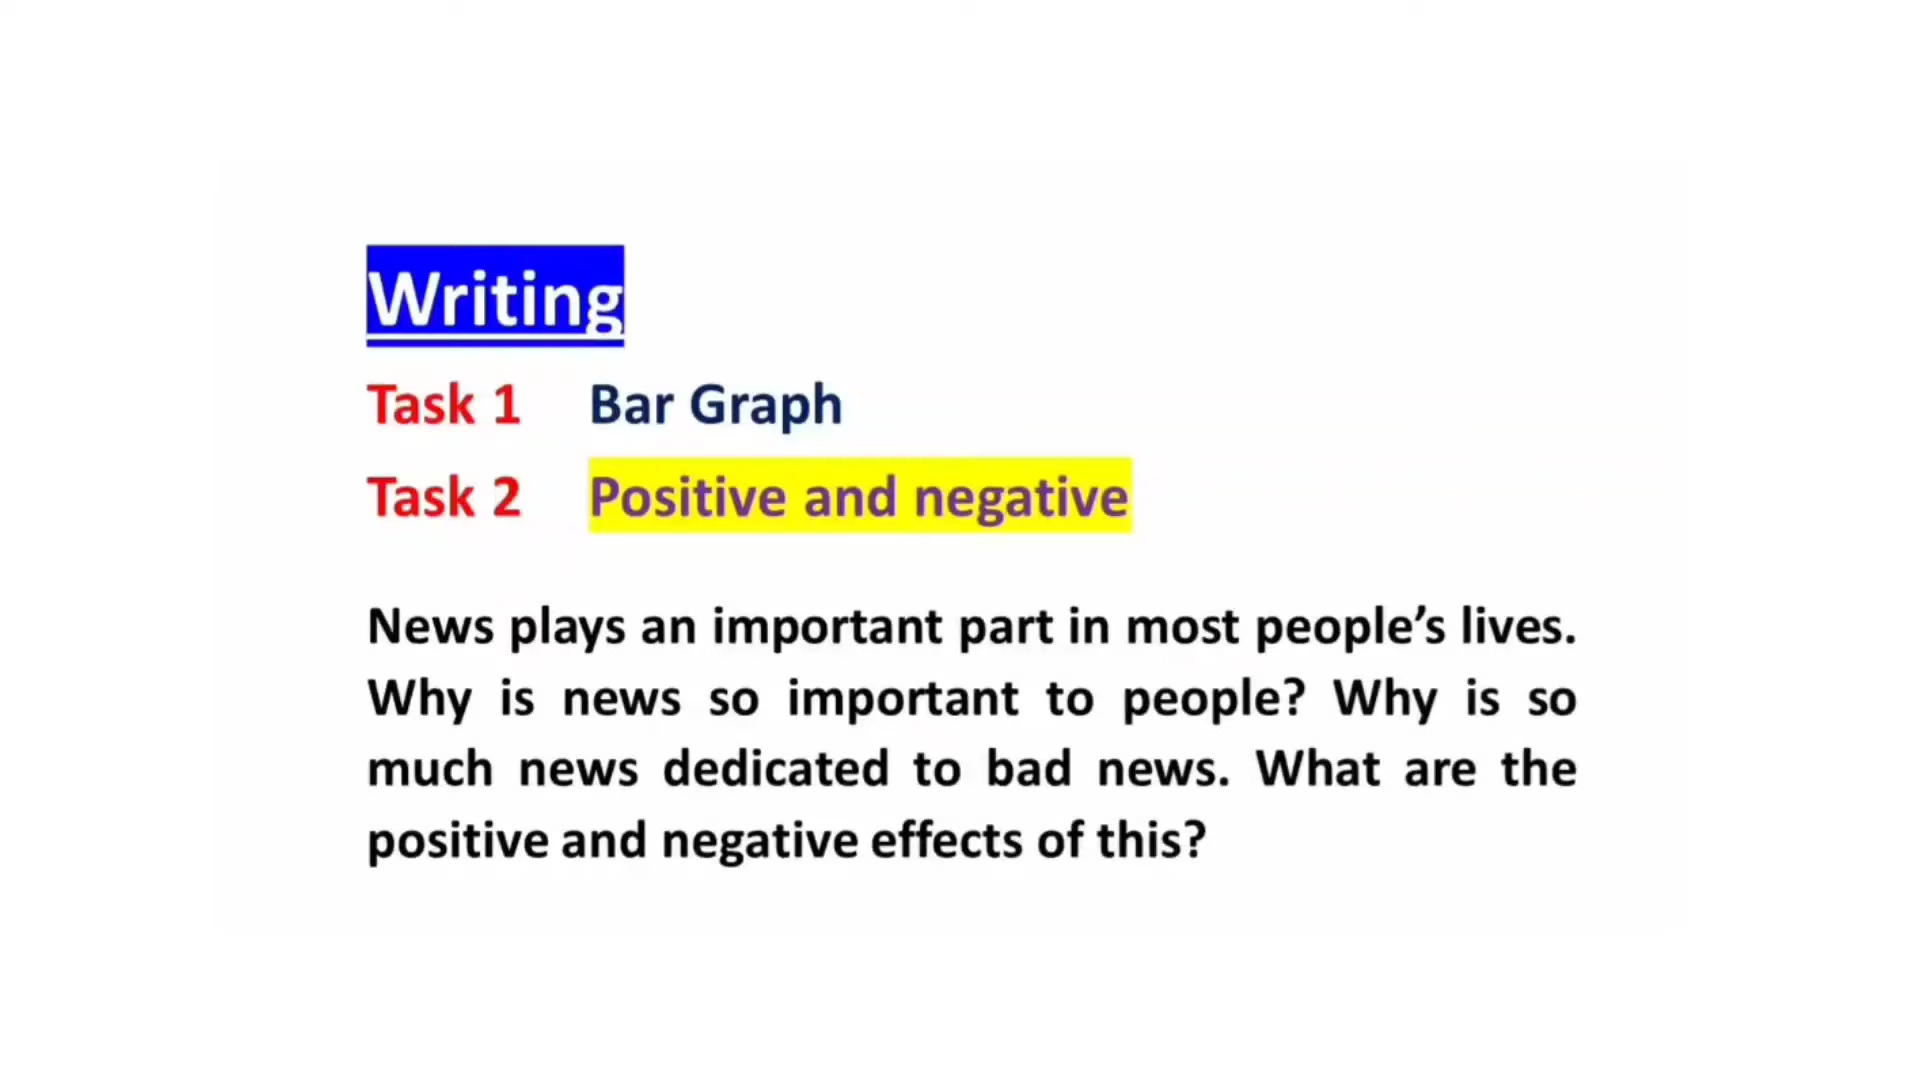 Writing
Task 1 Bar Graph
Task 2 Positive and negative
News plays an important part in most people’s lives.
Why is news so important to people? Why is so
much news dedicated to bad news. What are the
positive and negative effects of this?